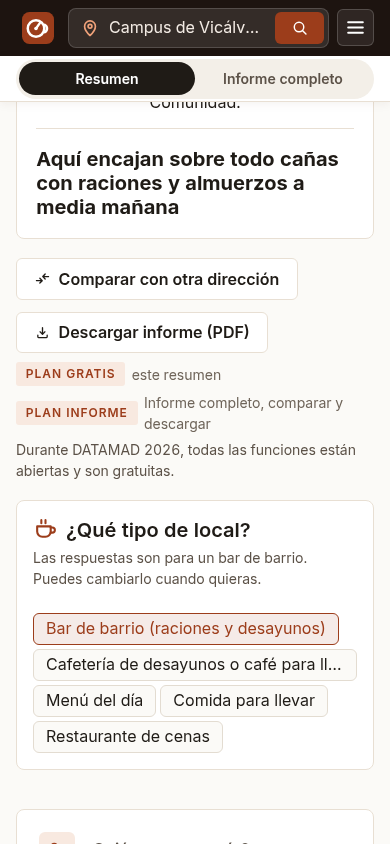 Campus de Vicálv...
Resumen
Informe completo
Comunidad.
Aquí encajan sobre todo cañas
con raciones y almuerzos a
media mañana
Comparar con otra dirección
Descargar informe (PDF)
PLAN GRATIS este resumen
PLAN INFORME Informe completo, comparar y
descargar
Durante DATAMAD 2026, todas las funciones están
abiertas y son gratuitas.
¿Qué tipo de local?
Las respuestas son para un bar de barrio.
Puedes cambiarlo cuando quieras.
Bar de barrio (raciones y desayunos)
Cafetería de desayunos o café para ll...
Menú del día
Comida para llevar
Restaurante de cenas